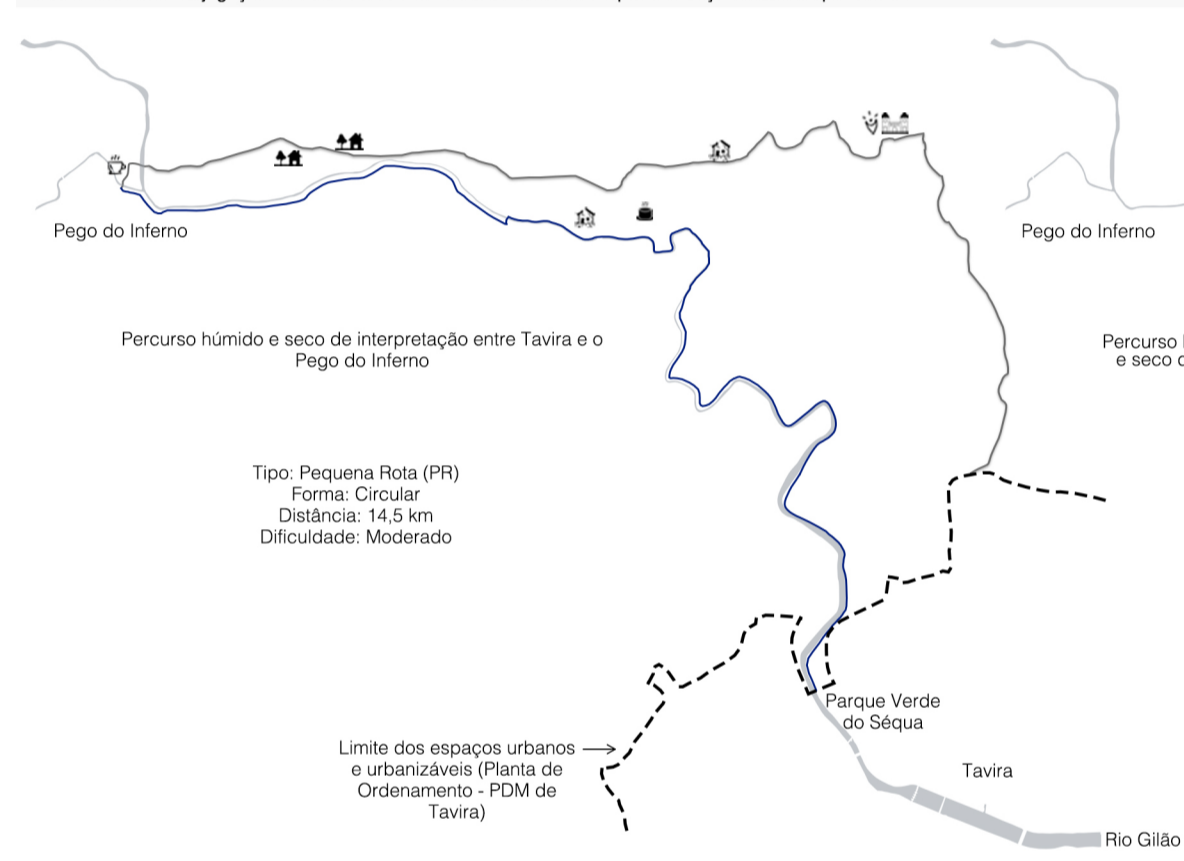 Pego do Inferno
Pego do Inferno
Percurso húmido e seco de interpretação entre Tavira e o
Pego do Inferno
Percurso
e seco
Tipo: Pequena Rota (PR)
Forma: Circular
Distância: 14,5 km
Dificuldade: Moderado
Parque Verde
do Séqua
Limite dos espaços urbanos
e urbanizáveis (Planta de
Ordenamento - PDM de
Tavira)
Tavira
Rio Gilão